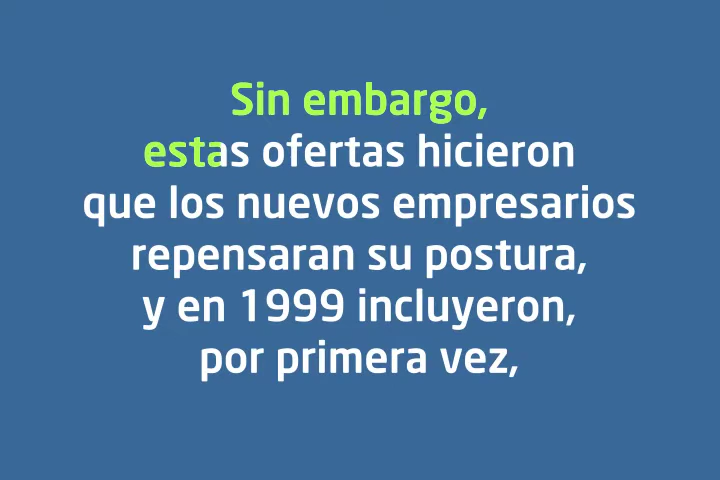 Sin embargo,
estas ofertas hicieron
que los nuevos empresarios
repensaran su postura,
y en 1999 incluyeron,
por primera vez,